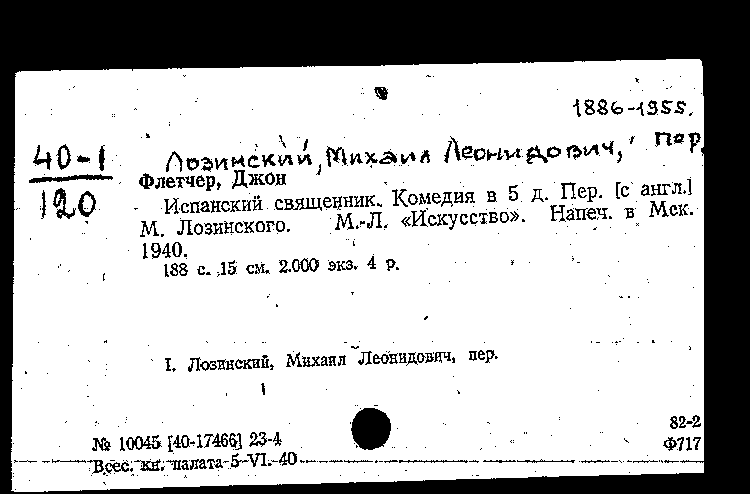 1886-1955.
40-1
120
Лозинский, Михаил Леонидович, пер.
Флетчер, Джон
Испанский священник. Комедия в 5 д. Пер. [с англ.]
М. Лозинского. М.-Л. «Искусство». Напеч. в Мск.
1940.
188 с. 15 см. 2.000 экз. 4 р.
I. Лозинский, Михаил Леонидович, пер.
82-2
№ 10045 [40-17466] 23-4
Ф717
Всес. кн. палата 5-VI-40